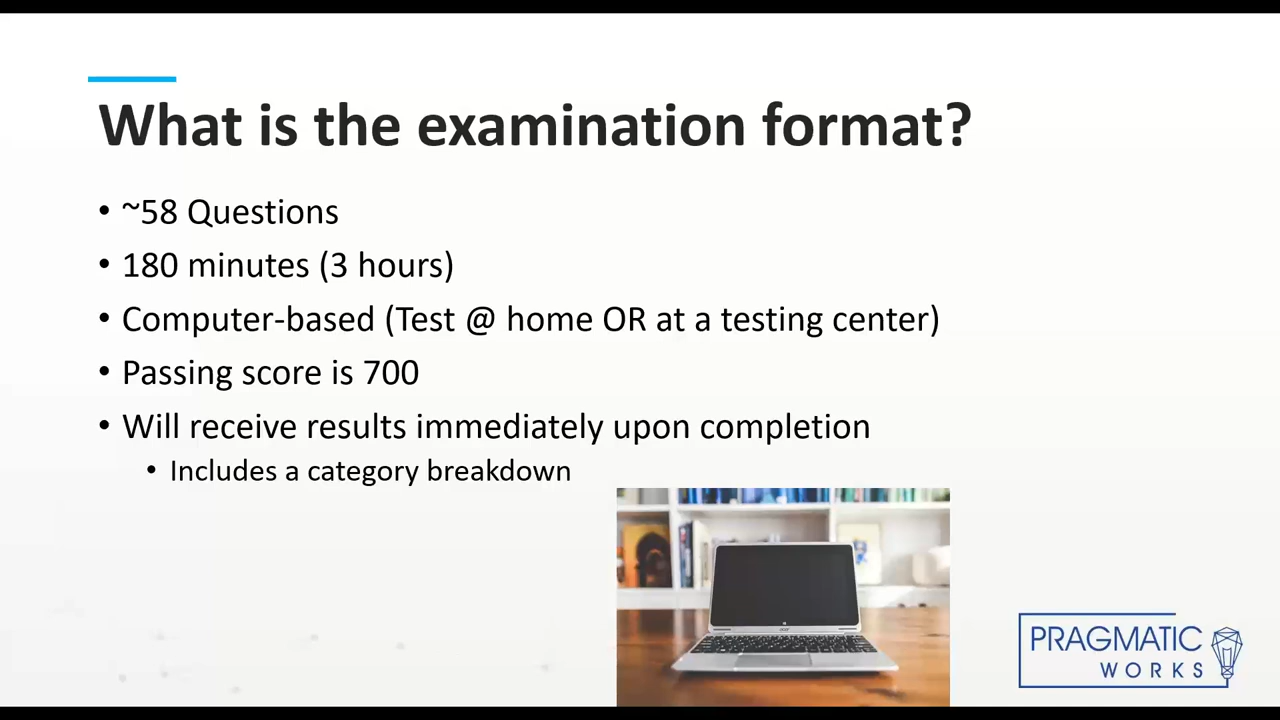 What is the examination format?
• ~58 Questions
• 180 minutes (3 hours)
• Computer-based (Test @ home OR at a testing center)
• Passing score is 700
• Will receive results immediately upon completion
• Includes a category breakdown
acer
PRAGMATIC
WORKS